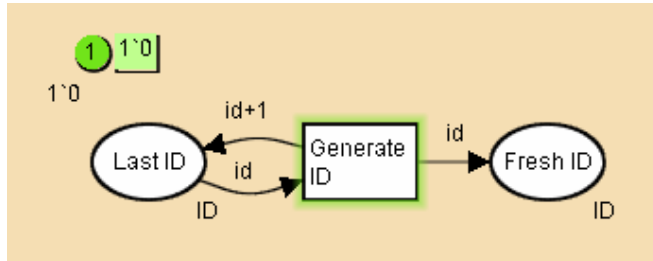 1 1`0
1`0
id+1
Last ID
id
ID
Generate
ID
id
Fresh ID
ID